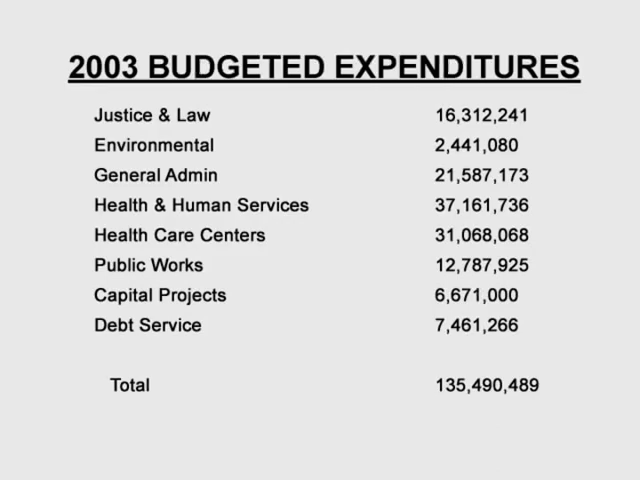 2003 BUDGETED EXPENDITURES
Justice & Law 16,312,241
Environmental 2,441,080
General Admin 21,587,173
Health & Human Services 37,161,736
Health Care Centers 31,068,068
Public Works 12,787,925
Capital Projects 6,671,000
Debt Service 7,461,266
Total 135,490,489